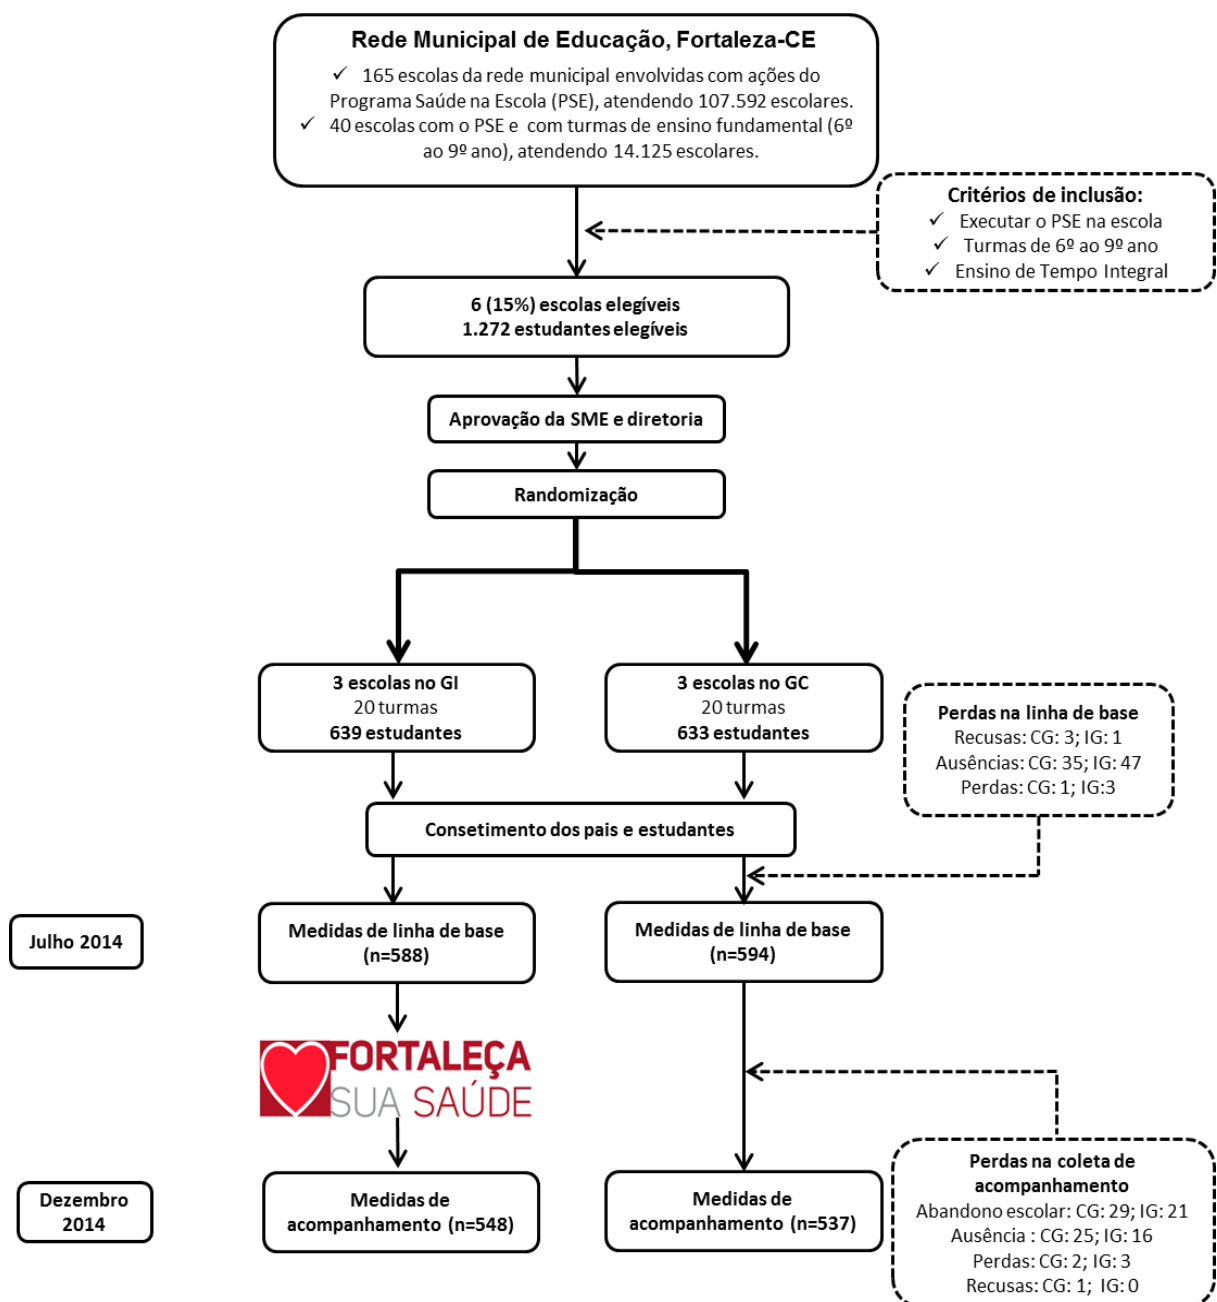 Rede Municipal de Educação, Fortaleza-CE
✓ 165 escolas da rede municipal envolvidas com ações do
Programa Saúde na Escola (PSE), atendendo 107.592 escolares.
✓ 40 escolas com o PSE e com turmas de ensino fundamental (6º
ao 9º ano), atendendo 14.125 escolares.
Critérios de inclusão:
✓ Executar o PSE na escola
✓ Turmas de 6º ao 9º ano
✓ Ensino de Tempo Integral
6 (15%) escolas elegíveis
1.272 estudantes elegíveis
Aprovação da SME e diretoria
Randomização
3 escolas no GI
20 turmas
639 estudantes
3 escolas no GC
20 turmas
633 estudantes
Perdas na linha de base
Recusas: CG: 3; IG: 1
Ausências: CG: 35; IG: 47
Perdas: CG: 1; IG:3
Consetimento dos pais e estudantes
Julho 2014
Medidas de linha de base
(n=588)
Medidas de linha de base
(n=594)
FORTALEÇA
SUA SAÚDE
Dezembro
2014
Medidas de
acompanhamento (n=548)
Medidas de
acompanhamento (n=537)
Perdas na coleta de
acompanhamento
Abandono escolar: CG: 29; IG: 21
Ausência : CG: 25; IG: 16
Perdas: CG: 2; IG: 3
Recusas: CG: 1; IG: 0